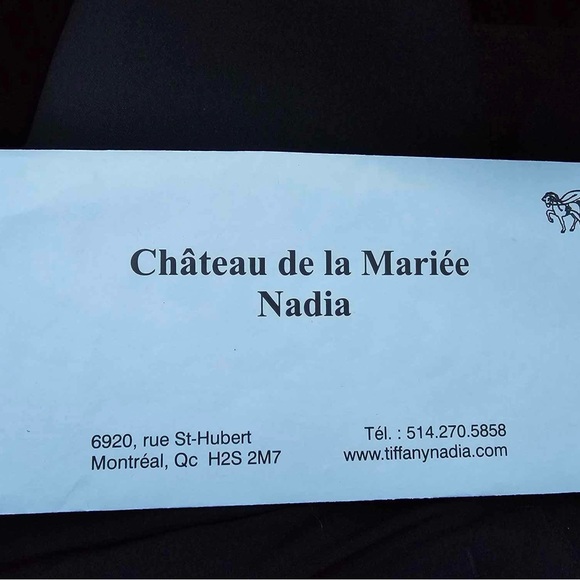 Château de la Mariée
Nadia
6920, rue St-Hubert
Montréal, Qc H2S 2M7
Tél. : 514.270.5858
www.tiffanynadia.com